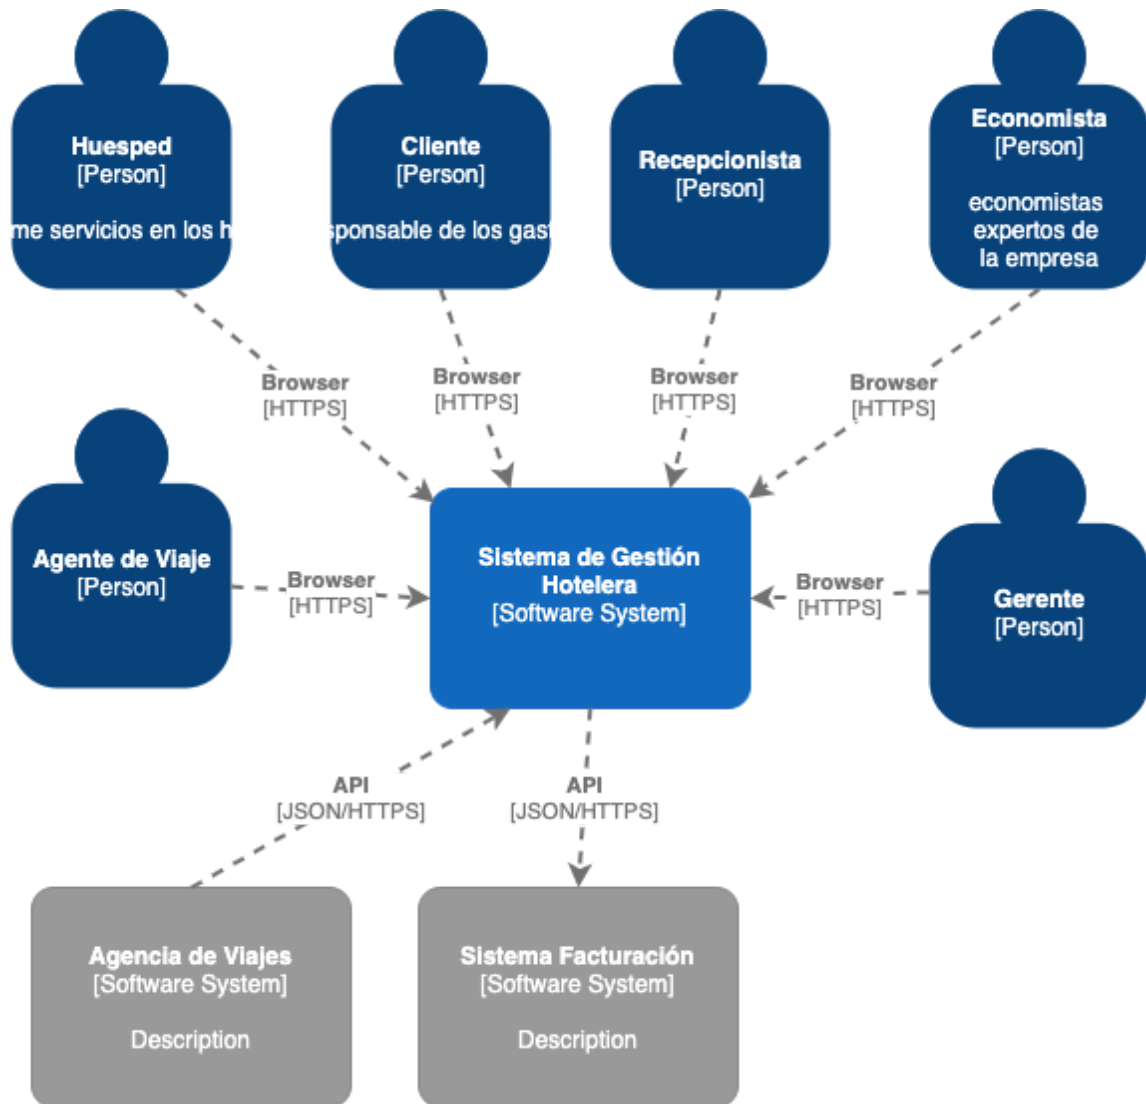 Huesped
[Person]
me servicios en los h
Cliente
[Person]
sponsable de los gast
Recepcionista
[Person]
Economista
[Person]
economistas
expertos de
la empresa
Browser
[HTTPS]
Browser
[HTTPS]
Browser
[HTTPS]
Browser
[HTTPS]
Agente de Viaje
[Person]
Browser
[HTTPS]
Sistema de Gestión
Hotelera
[Software System]
Browser
[HTTPS]
Gerente
[Person]
API
[JSON/HTTPS]
API
[JSON/HTTPS]
Agencia de Viajes
[Software System]
Description
Sistema Facturación
[Software System]
Description